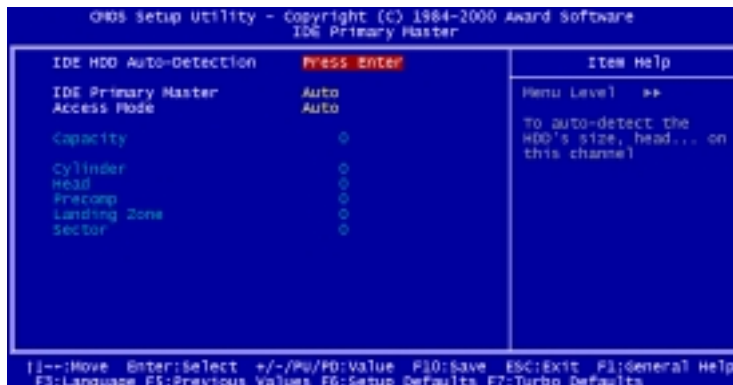 CMOS Setup Utility - Copyright (C) 1984-2000 Award Software
IDE Primary Master
IDE HDD Auto-Detection Press Enter
IDE Primary Master Auto
Access Mode Auto
Capacity 0
Cylinder 0
Head 0
Precomp 0
Landing Zone 0
Sector 0
Item Help
Menu Level ▸▸
To auto-detect the
HDD's size, head... on
this channel
↑↓→←:Move Enter:Select +/-/PU/PD:Value F10:Save ESC:Exit F1:General Help
F3:Language F5:Previous Values F6:Setup Defaults F7:Turbo Defaults